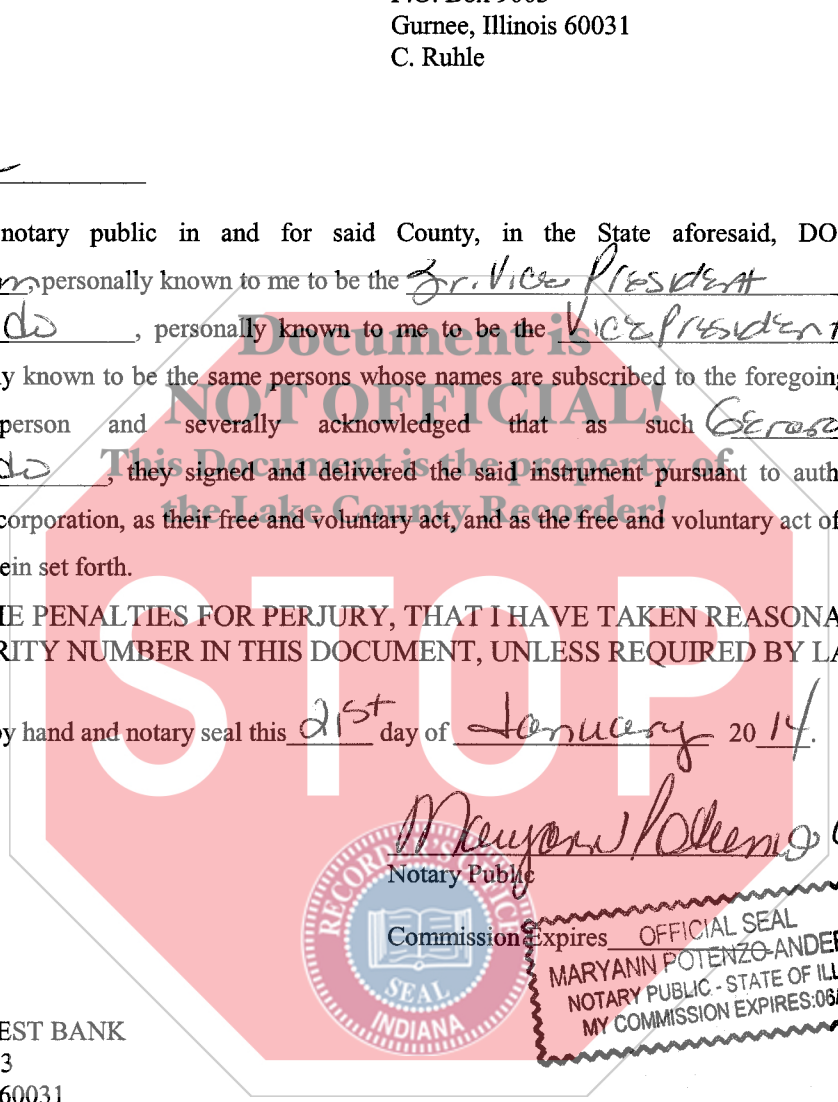 Gurnee, Illinois 60031
C. Ruhle
notary public in and for said County, in the State aforesaid, DO
personally known to me to be the Sr. Vice President
do, personally known to me to be the Vice President
y known to be the same persons whose names are subscribed to the foregoing
person and severally acknowledged that as such Gerar
do, they signed and delivered the said instrument pursuant to auth
corporation, as their free and voluntary act, and as the free and voluntary act of
ein set forth.
Document is
NOT OFFICIAL!
This Document is the property of
the Lake County Recorder!
STOP
E PENALTIES FOR PERJURY, THAT I HAVE TAKEN REASONA
RITY NUMBER IN THIS DOCUMENT, UNLESS REQUIRED BY LA
y hand and notary seal this 21st day of January 2014.
Notary Public
Commission Expires
OFFICIAL SEAL
MARYANN POTENZO-ANDER
NOTARY PUBLIC - STATE OF ILL
MY COMMISSION EXPIRES:06/
RECORDER'S OFFICE
SEAL
INDIANA
EST BANK
3
60031